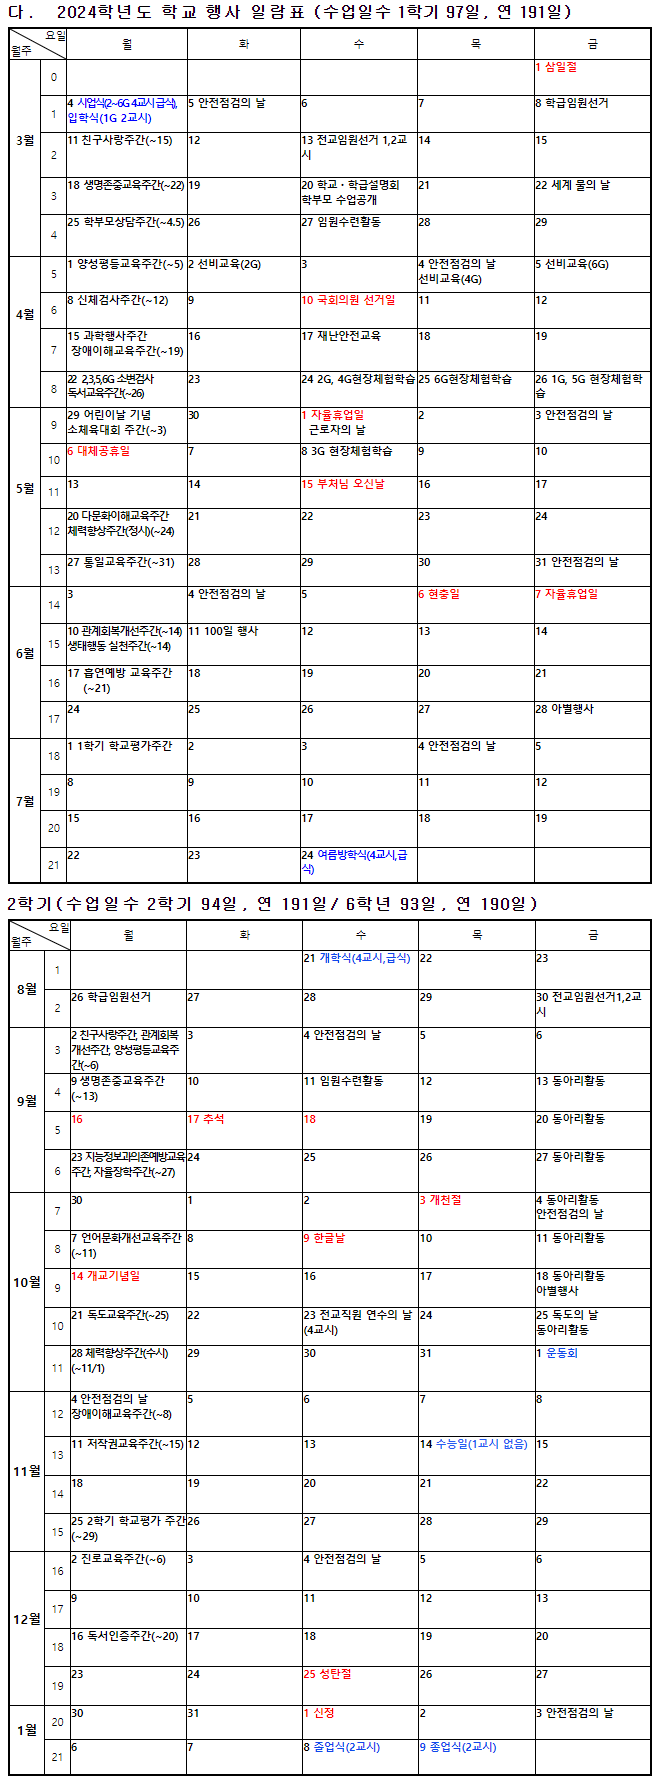 다. 2024학년도 학교 행사 일람표 (수업일수 1학기 97일, 연 191일)
요일
월주
월 화 수 목 금
3월
0 1 삼일절
1 4 시업식(2~6G 4교시 급식), 5 안전점검의 날 6 7 8 학급임원선거
입학식(1G 2교시)
2 11 친구사랑주간(~15) 12 13 전교임원선거 1,2교 14 15
시
3 18 생명존중교육주간(~22) 19 20 학교・학급설명회 21 22 세계 물의 날
학부모 수업공개
4 25 학부모상담주간(~4.5) 26 27 임원수련활동 28 29
4월
5 1 양성평등교육주간(~5) 2 선비교육(2G) 3 4 안전점검의 날 5 선비교육(6G)
선비교육(4G)
6 8 신체검사주간(~12) 9 10 국회의원 선거일 11 12
7 15 과학행사주간 16 17 재난안전교육 18 19
장애이해교육주간(~19)
8 22 2,3,5,6G 소변검사 23 24 2G, 4G현장체험학습 25 6G현장체험학습 26 1G, 5G 현장체험학
독서교육주간(~26) 습
5월
9 29 어린이날 기념 30 1 자율휴업일 2 3 안전점검의 날
소체육대회 주간(~3) 근로자의 날
10 6 대체공휴일 7 8 3G 현장체험학습 9 10
11 13 14 15 부처님 오신날 16 17
12 20 다문화이해교육주간 21 22 23 24
체력향상주간(정시)(~24)
13 27 통일교육주간(~31) 28 29 30 31 안전점검의 날
6월
14 3 4 안전점검의 날 5 6 현충일 7 자율휴업일
15 10 관계회복개선주간(~14) 11 100일 행사 12 13 14
생태행동 실천주간(~14)
16 17 흡연예방 교육주간 18 19 20 21
(~21)
17 24 25 26 27 28 아별행사
7월
18 1 1학기 학교평가주간 2 3 4 안전점검의 날 5
19 8 9 10 11 12
20 15 16 17 18 19
21 22 23 24 여름방학식(4교시,급
식)
2학기(수업일수 2학기 94일, 연 191일/ 6학년 93일, 연 190일)
요일
월주
월 화 수 목 금
8월
1 21 개학식(4교시,급식) 22 23
2 26 학급임원선거 27 28 29 30 전교임원선거1,2교
시
9월
3 2 친구사랑주간, 관계회복 3 4 안전점검의 날 5 6
개선주간, 양성평등교육주
간(~6)
4 9 생명존중교육주간 10 11 임원수련활동 12 13 동아리활동
(~13)
5 16 17 추석 18 19 20 동아리활동
6 23 지능정보과의존예방교육 24 25 26 27 동아리활동
주간, 자율장학주간(~27)
10월
7 30 1 2 3 개천절 4 동아리활동
안전점검의 날
8 7 언어문화개선교육주간 8 9 한글날 10 11 동아리활동
(~11)
9 14 개교기념일 15 16 17 18 동아리활동
아별행사
10 21 독도교육주간(~25) 22 23 전교직원 연수의 날 24 25 독도의 날
(4교시) 동아리활동
11 28 체력향상주간(수시) 29 30 31 1 운동회
(~11/1)
11월
12 4 안전점검의 날 5 6 7 8
장애이해교육주간(~8)
13 11 저작권교육주간(~15) 12 13 14 수능일(1교시 없음) 15
14 18 19 20 21 22
15 25 2학기 학교평가 주간 26 27 28 29
(~29)
12월
16 2 진로교육주간(~6) 3 4 안전점검의 날 5 6
17 9 10 11 12 13
18 16 독서인증주간(~20) 17 18 19 20
19 23 24 25 성탄절 26 27
1월
20 30 31 1 신정 2 3 안전점검의 날
21 6 7 8 졸업식(2교시) 9 종업식(2교시)